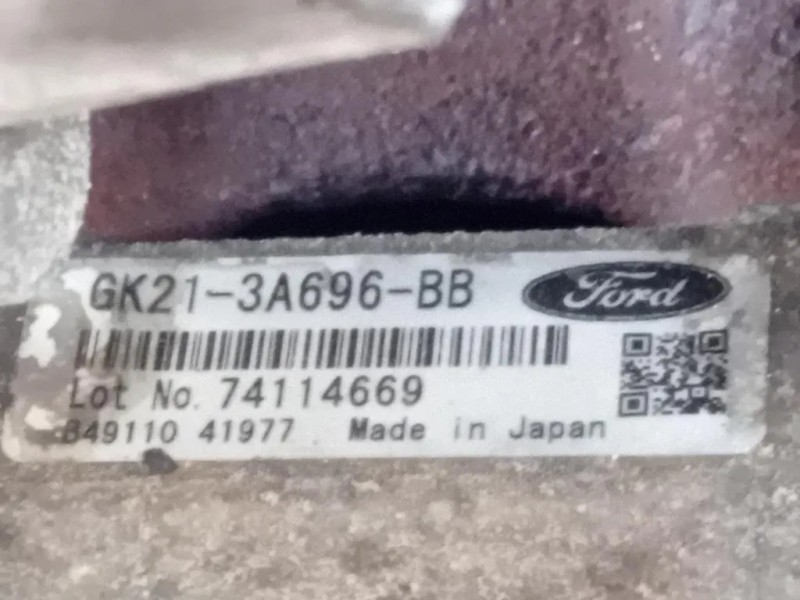 GK21-3A696-BB Ford
Lot No. 74114669
B49110 41977 Made in Japan